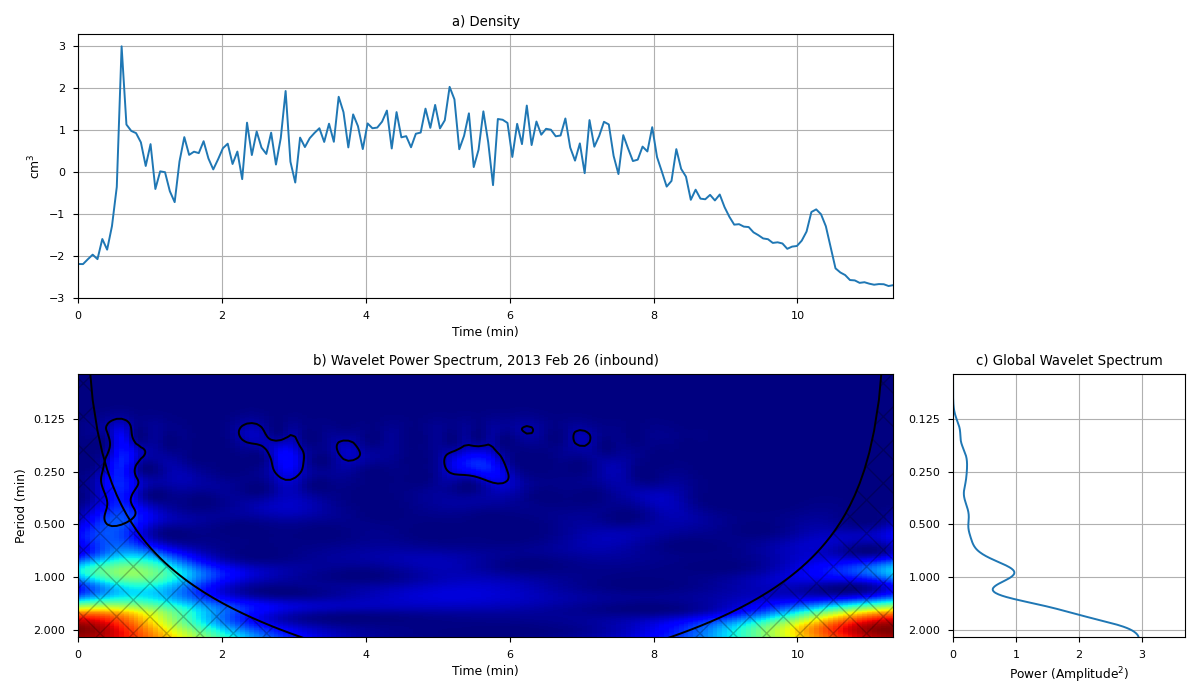 a) Density
3
2
1
0
−1
−2
−3
cm³
0 2 4 6 8 10
Time (min)
b) Wavelet Power Spectrum, 2013 Feb 26 (inbound)
0.125
0.250
0.500
1.000
2.000
Period (min)
0 2 4 6 8 10
Time (min)
c) Global Wavelet Spectrum
0.125
0.250
0.500
1.000
2.000
0 1 2 3
Power (Amplitude²)